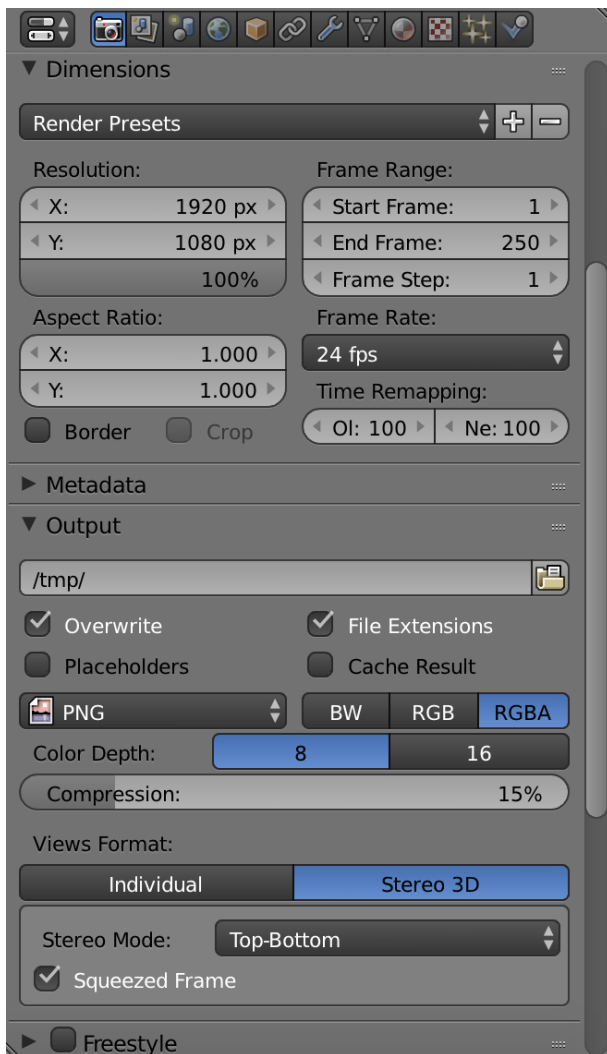 Dimensions
Render Presets
Resolution:
X: 1920 px
Y: 1080 px
100%
Frame Range:
Start Frame: 1
End Frame: 250
Frame Step: 1
Aspect Ratio:
X: 1.000
Y: 1.000
Border Crop
Frame Rate:
24 fps
Time Remapping:
Ol: 100 Ne: 100
Metadata
Output
/tmp/
Overwrite File Extensions
Placeholders Cache Result
PNG BW RGB RGBA
Color Depth: 8 16
Compression: 15%
Views Format:
Individual Stereo 3D
Stereo Mode: Top-Bottom
Squeezed Frame
Freestyle